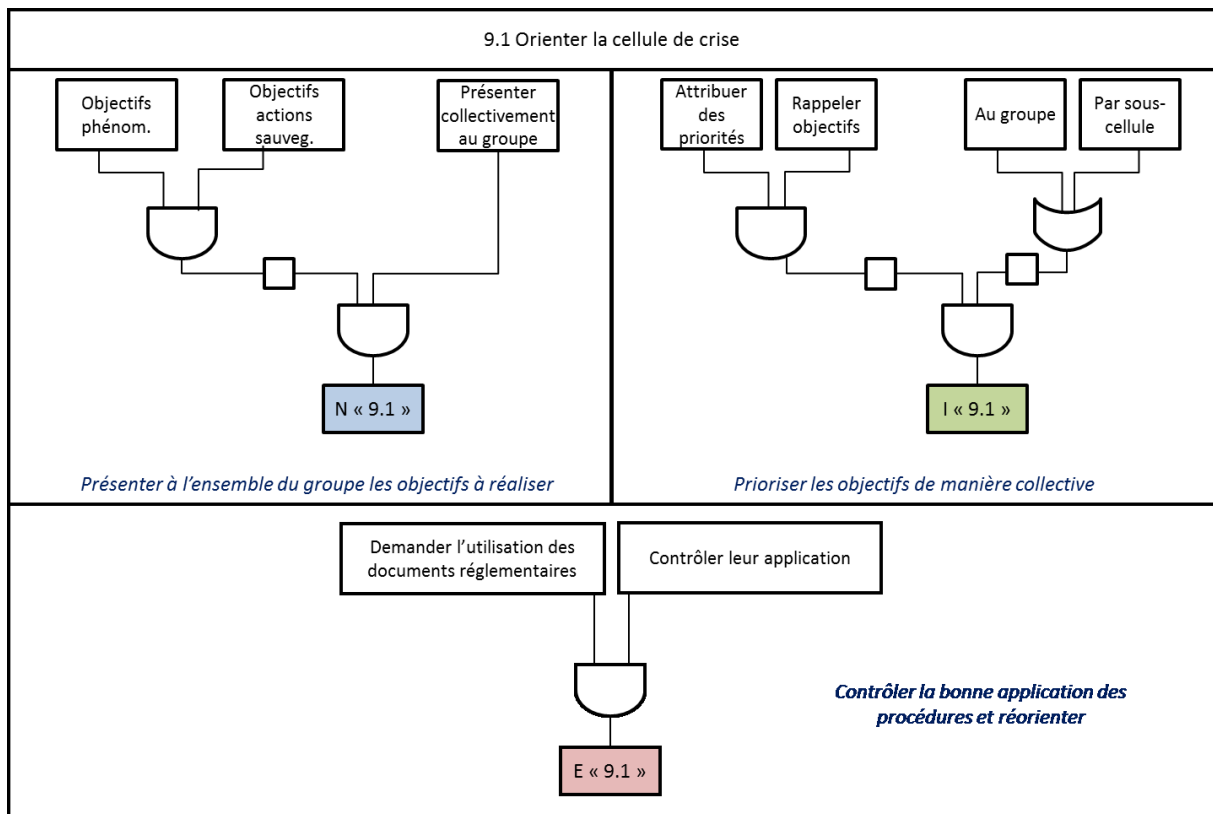 9.1 Orienter la cellule de crise
Objectifs
phénom.
Objectifs
actions
sauveg.
Présenter
collectivement
au groupe
N « 9.1 »
Présenter à l’ensemble du groupe les objectifs à réaliser
Attribuer
des
priorités
Rappeler
objectifs
Au groupe
Par sous-
cellule
I « 9.1 »
Prioriser les objectifs de manière collective
Demander l’utilisation des
documents réglementaires
Contrôler leur application
E « 9.1 »
Contrôler la bonne application des
procédures et réorienter